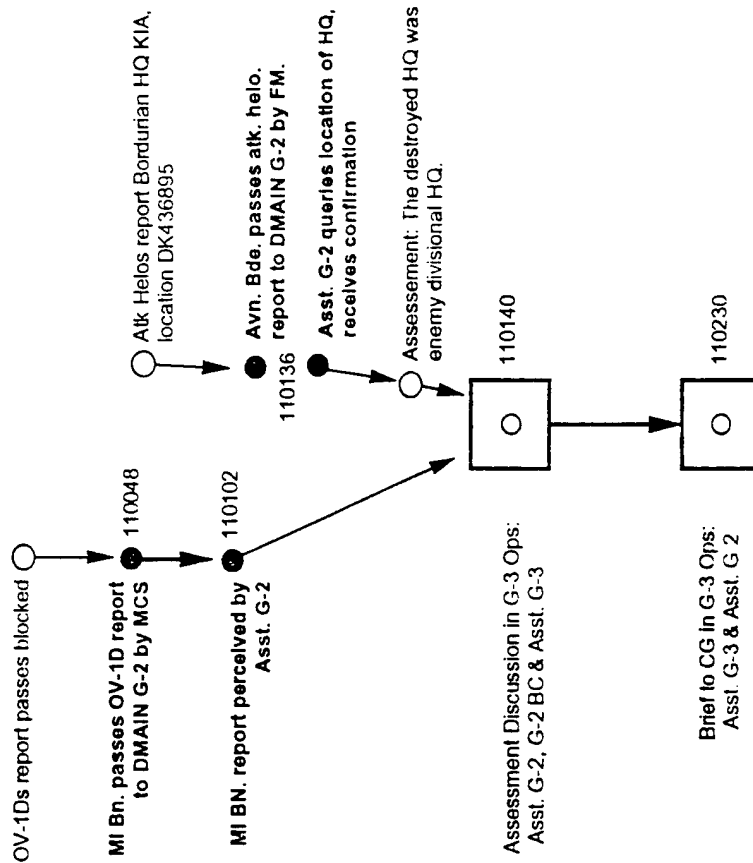 OV-1Ds report passes blocked
MI Bn. passes OV-1D report
to DMAIN G-2 by MCS
110048
MI BN. report perceived by
Asst. G-2
110102
Atk Helos report Bordurian HQ KIA,
location DK436895
Avn. Bde. passes atk. helo.
report to DMAIN G-2 by FM.
110136
Asst. G-2 queries location of HQ,
receives confirmation
Assessement: The destroyed HQ was
enemy divisional HQ.
Assessment Discussion in G-3 Ops:
Asst. G-2, G-2 BC & Asst. G-3
110140
Brief to CG in G-3 Ops:
Asst. G-3 & Asst. G 2
110230